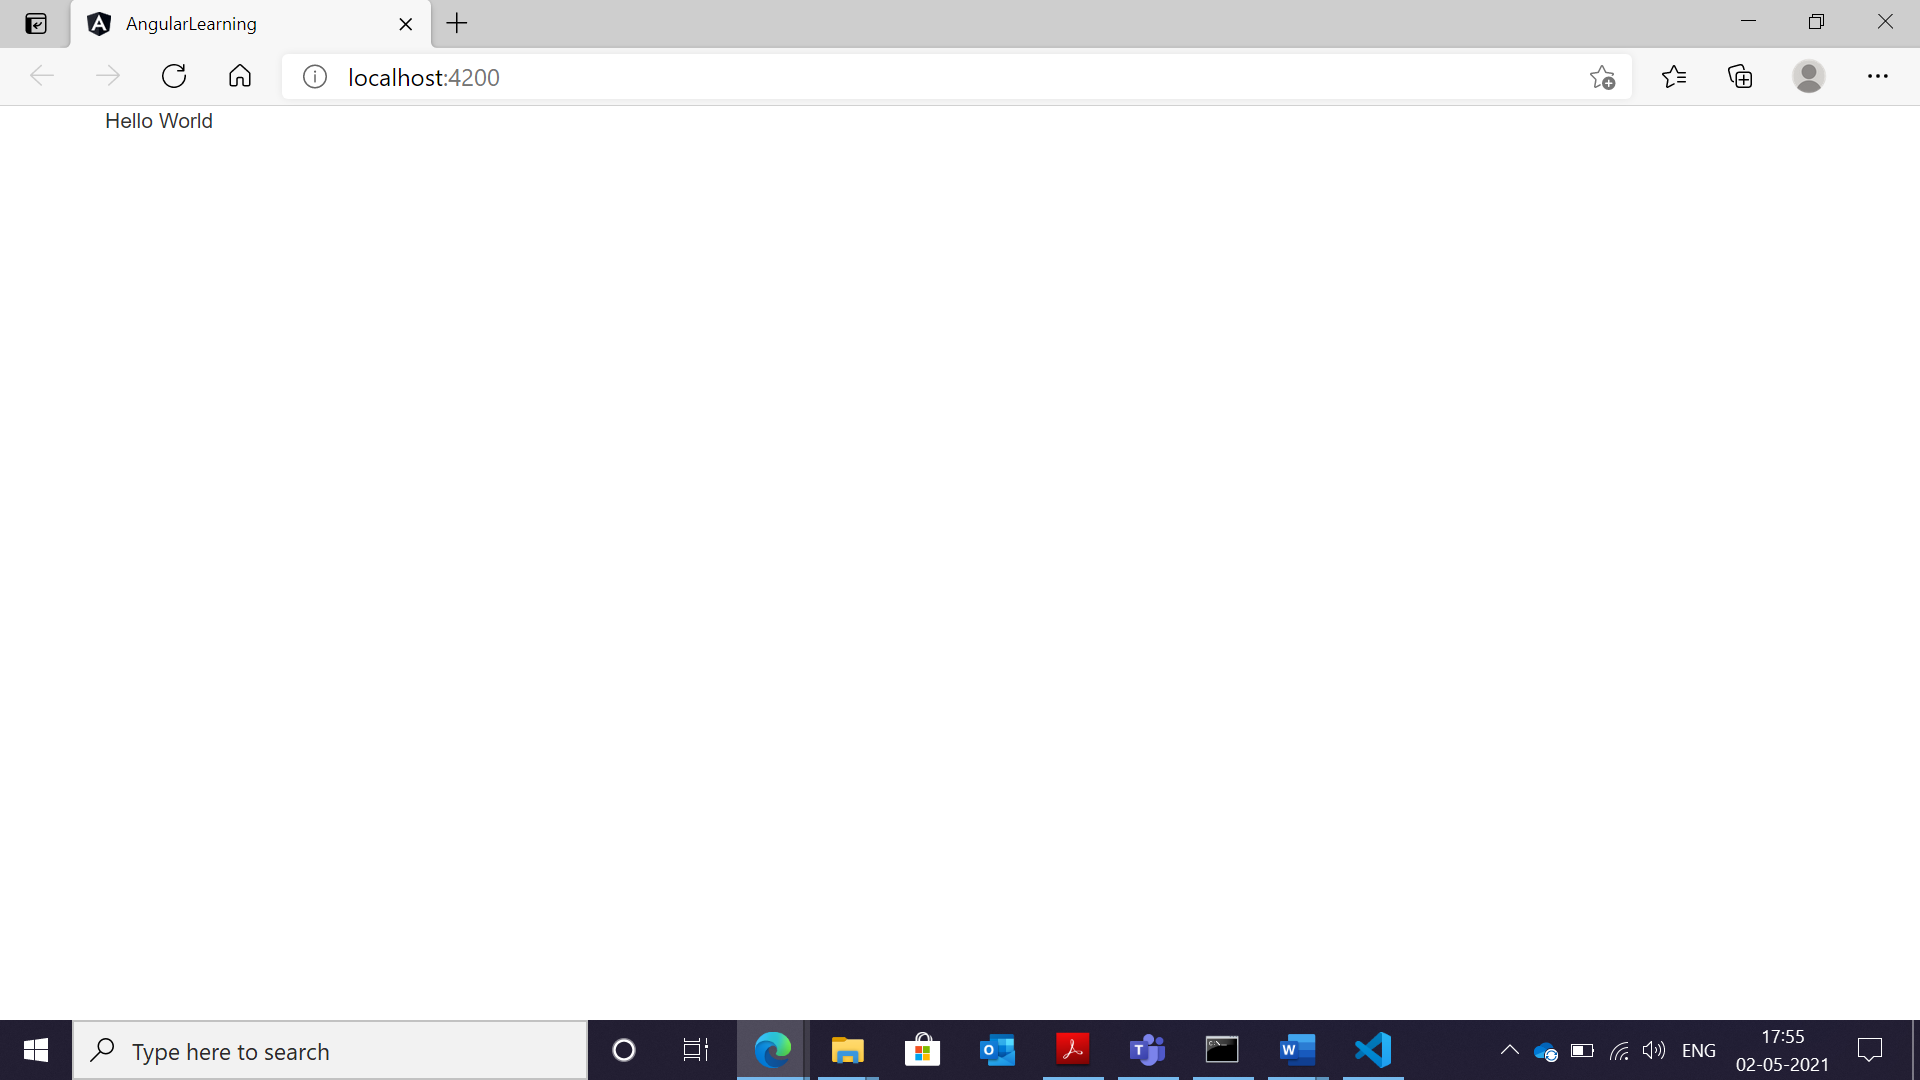 AngularLearning
localhost:4200
Hello World
Type here to search
ENG
17:55
02-05-2021